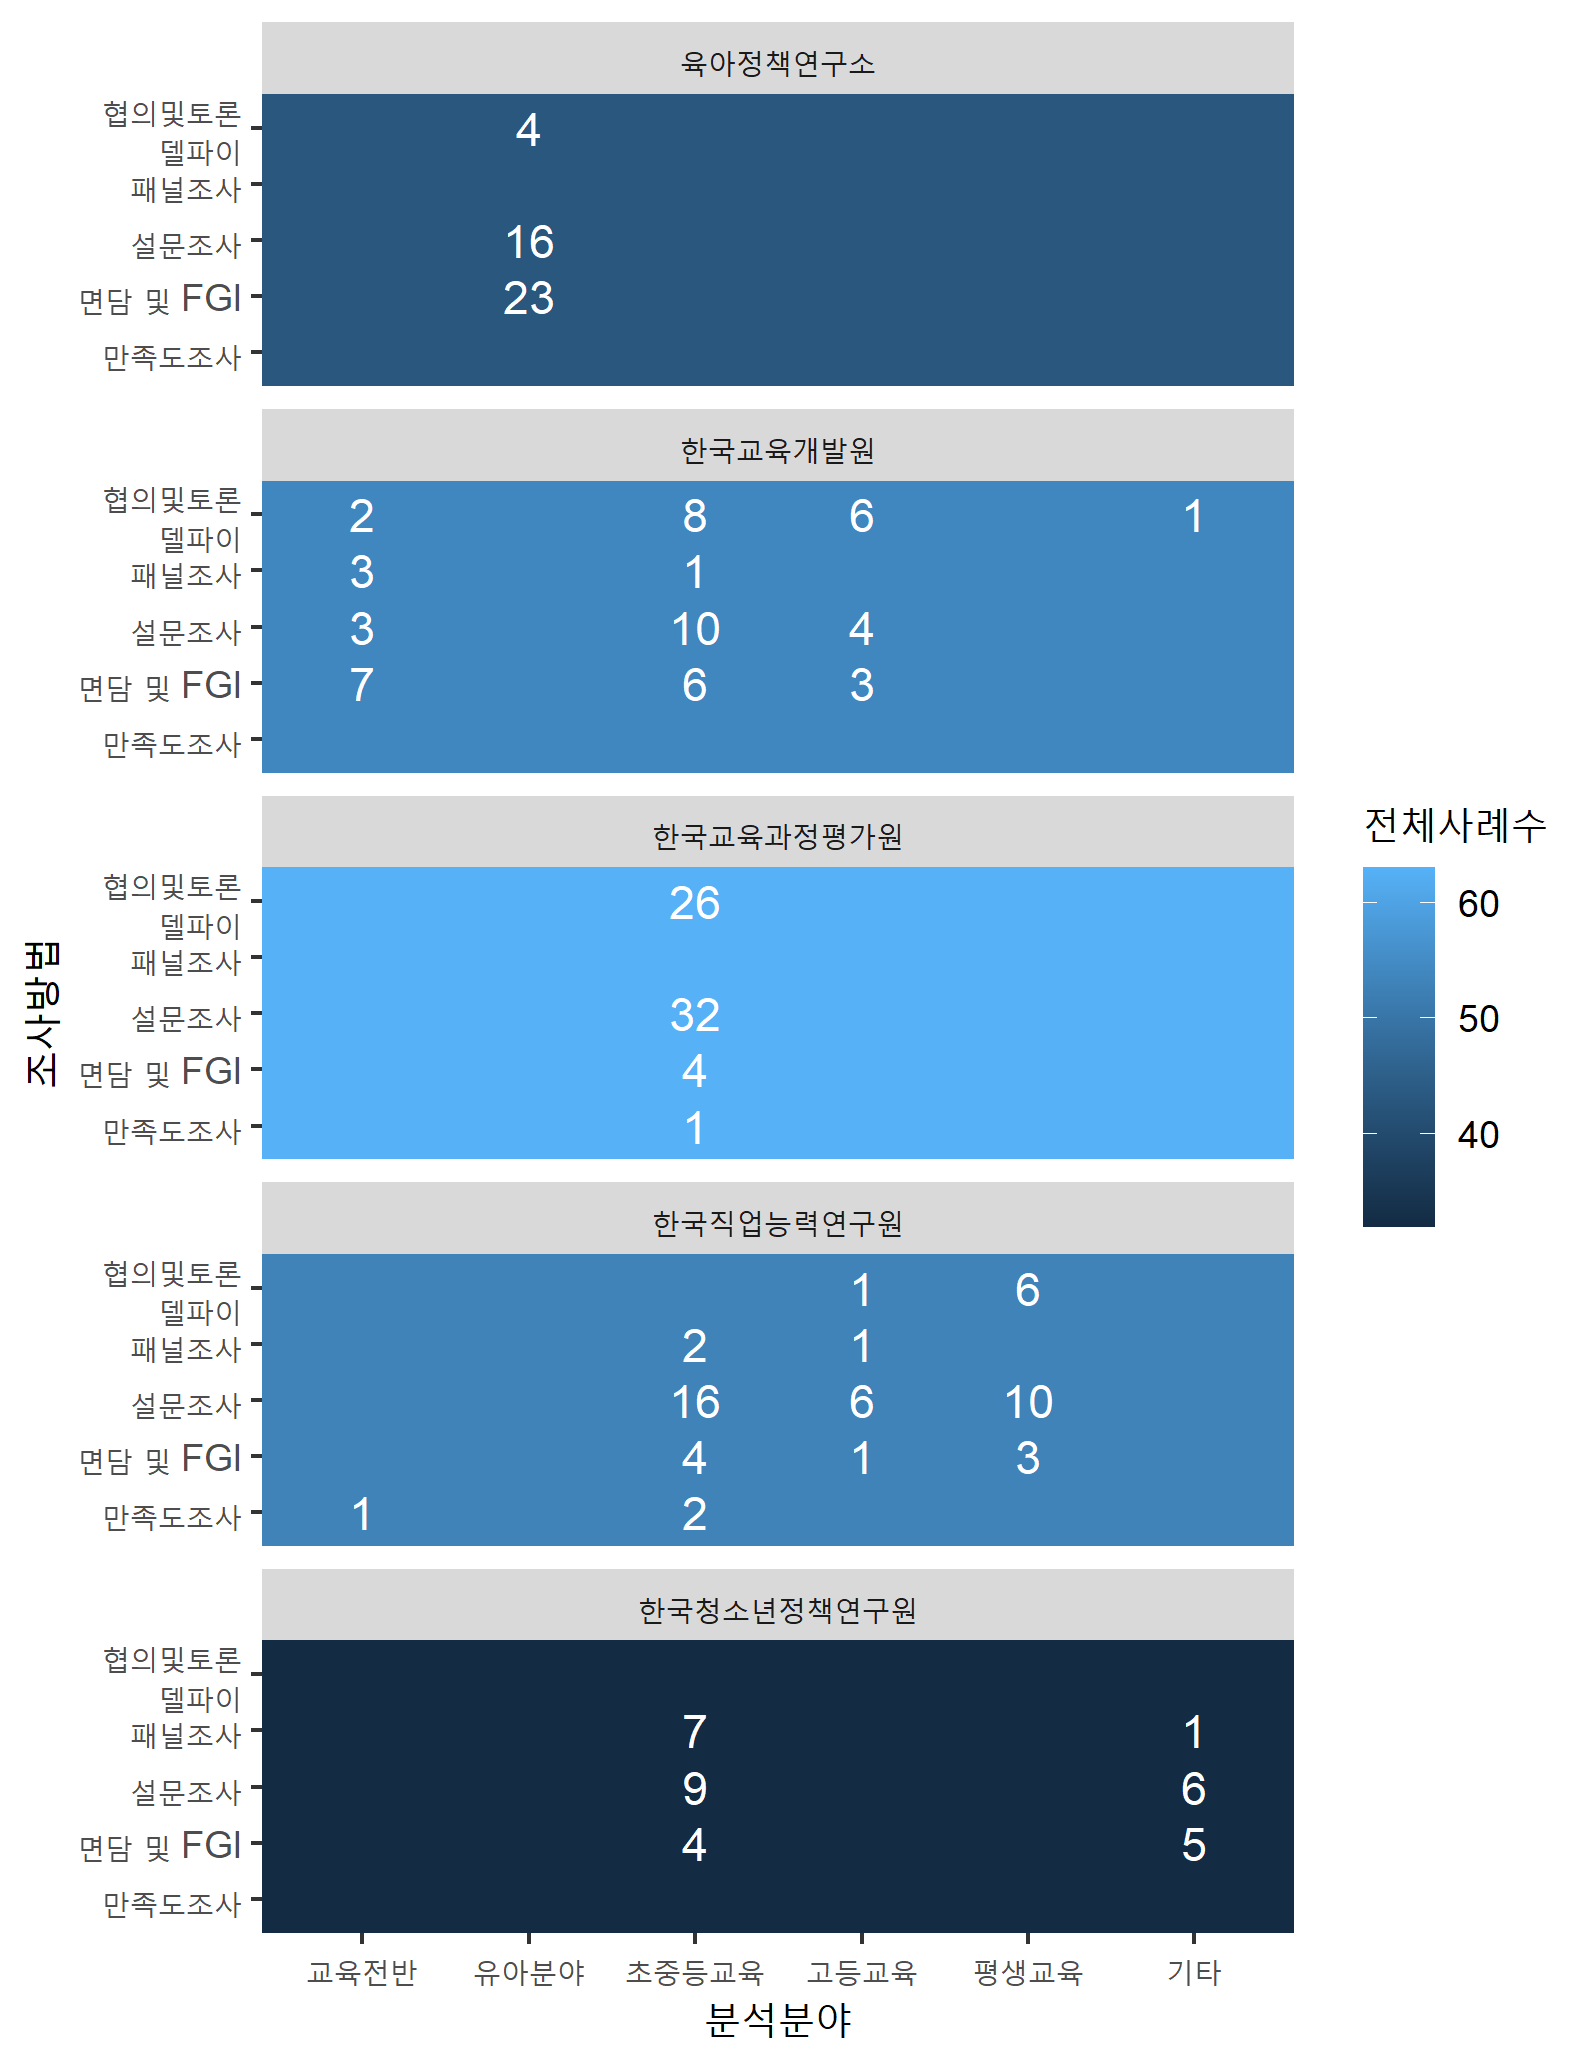 육아정책연구소
협의및토론
델파이
4
패널조사
설문조사 16
면담 및 FGI 23
만족도조사
한국교육개발원
협의및토론
델파이
2 8 6 1
패널조사 3 1
설문조사 3 10 4
면담 및 FGI 7 6 3
만족도조사
한국교육과정평가원
협의및토론
델파이
26
패널조사
설문조사 32
면담 및 FGI 4
만족도조사 1
한국직업능력연구원
협의및토론
델파이
1 6
패널조사 2 1
설문조사 16 6 10
면담 및 FGI 4 1 3
만족도조사 1 2
한국청소년정책연구원
협의및토론
델파이
패널조사 7 1
설문조사 9 6
면담 및 FGI 4 5
만족도조사
교육전반 유아분야 초중등교육 고등교육 평생교육 기타
분석분야
조사방법
전체사례수
60
50
40